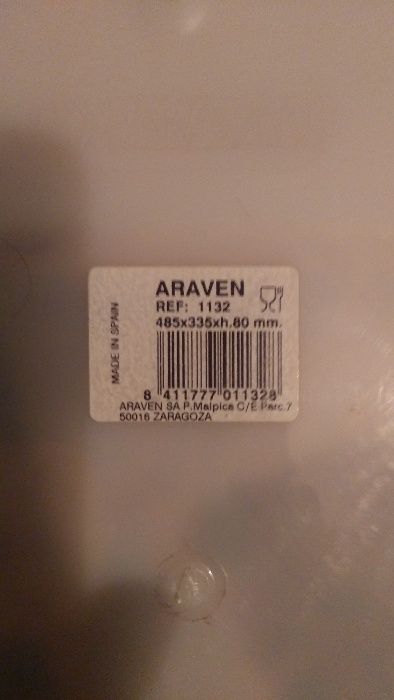 ARAVEN
REF: 1132
485x335xh.80 mm.
MADE IN SPAIN
8 411777 011328
ARAVEN SA P.Malpica C/E Parc.7
50016 ZARAGOZA